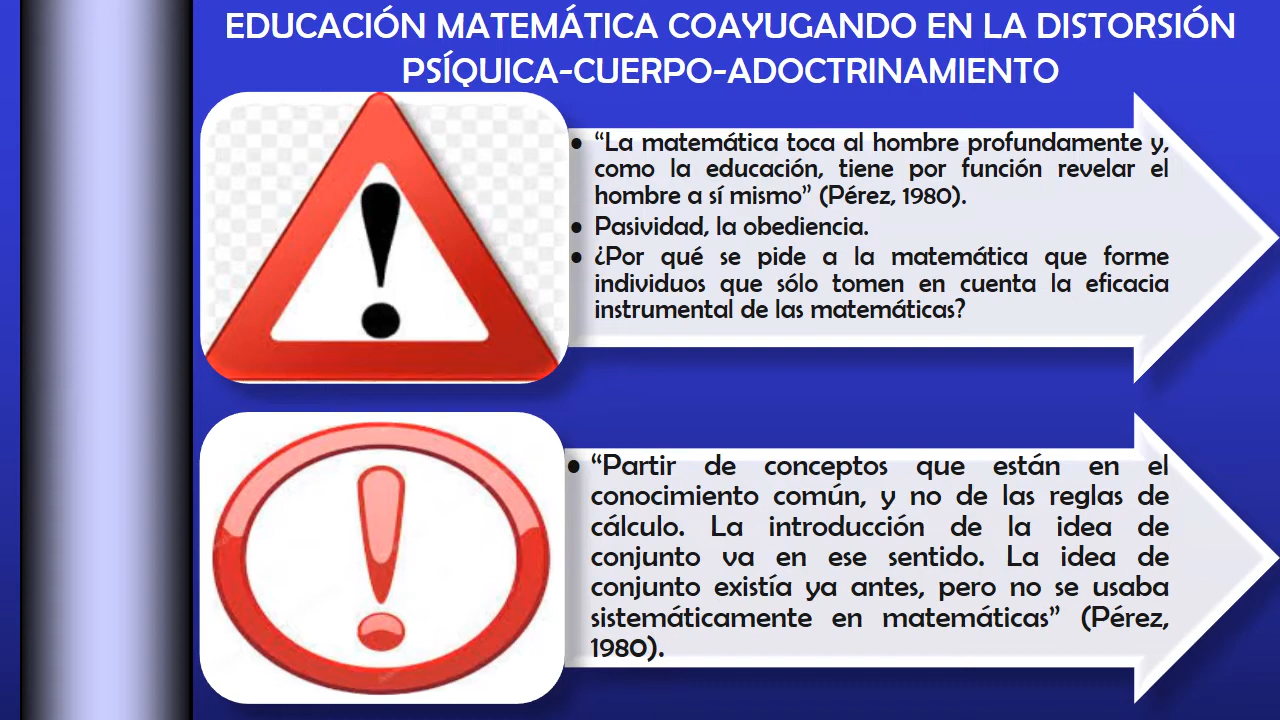 EDUCACIÓN MATEMÁTICA COAYUGANDO EN LA DISTORSIÓN
PSÍQUICA-CUERPO-ADOCTRINAMIENTO
• “La matemática toca al hombre profundamente y,
como la educación, tiene por función revelar el
hombre a sí mismo” (Pérez, 1980).
• Pasividad, la obediencia.
• ¿Por qué se pide a la matemática que forme
individuos que sólo tomen en cuenta la eficacia
instrumental de las matemáticas?
• “Partir de conceptos que están en el
conocimiento común, y no de las reglas de
cálculo. La introducción de la idea de
conjunto va en ese sentido. La idea de
conjunto existía ya antes, pero no se usaba
sistemáticamente en matemáticas” (Pérez,
1980).